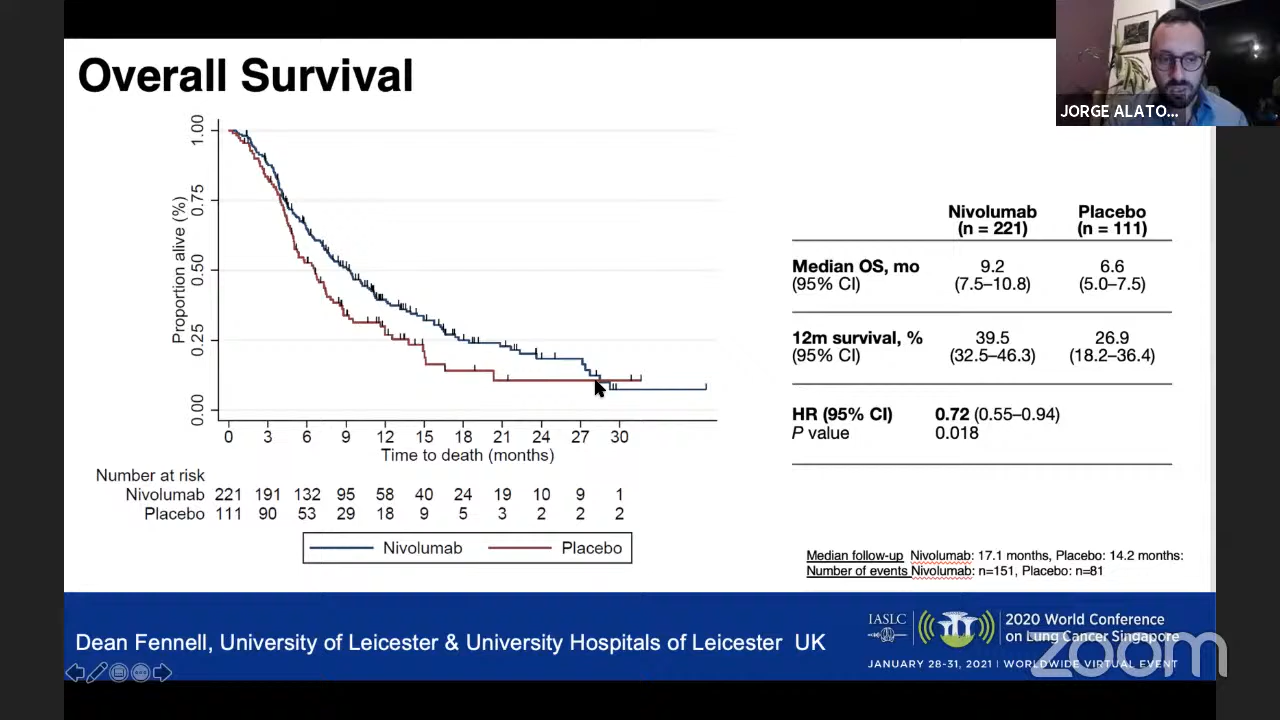 Overall Survival
JORGE ALATO...
Proportion alive (%)
1.00
0.75
0.50
0.25
0.00
0 3 6 9 12 15 18 21 24 27 30
Time to death (months)
Number at risk
Nivolumab 221 191 132 95 58 40 24 19 10 9 1
Placebo 111 90 53 29 18 9 5 3 2 2 2
Nivolumab Placebo
Nivolumab Placebo
(n = 221) (n = 111)
Median OS, mo 9.2 6.6
(95% CI) (7.5–10.8) (5.0–7.5)
12m survival, % 39.5 26.9
(95% CI) (32.5–46.3) (18.2–36.4)
HR (95% CI) 0.72 (0.55–0.94)
P value 0.018
Median follow-up Nivolumab: 17.1 months, Placebo: 14.2 months:
Number of events Nivolumab: n=151, Placebo: n=81
Dean Fennell, University of Leicester & University Hospitals of Leicester UK
IASLC
2020 World Conference
on Lung Cancer Singapore
JANUARY 28-31, 2021 | WORLDWIDE VIRTUAL EVENT
zoom